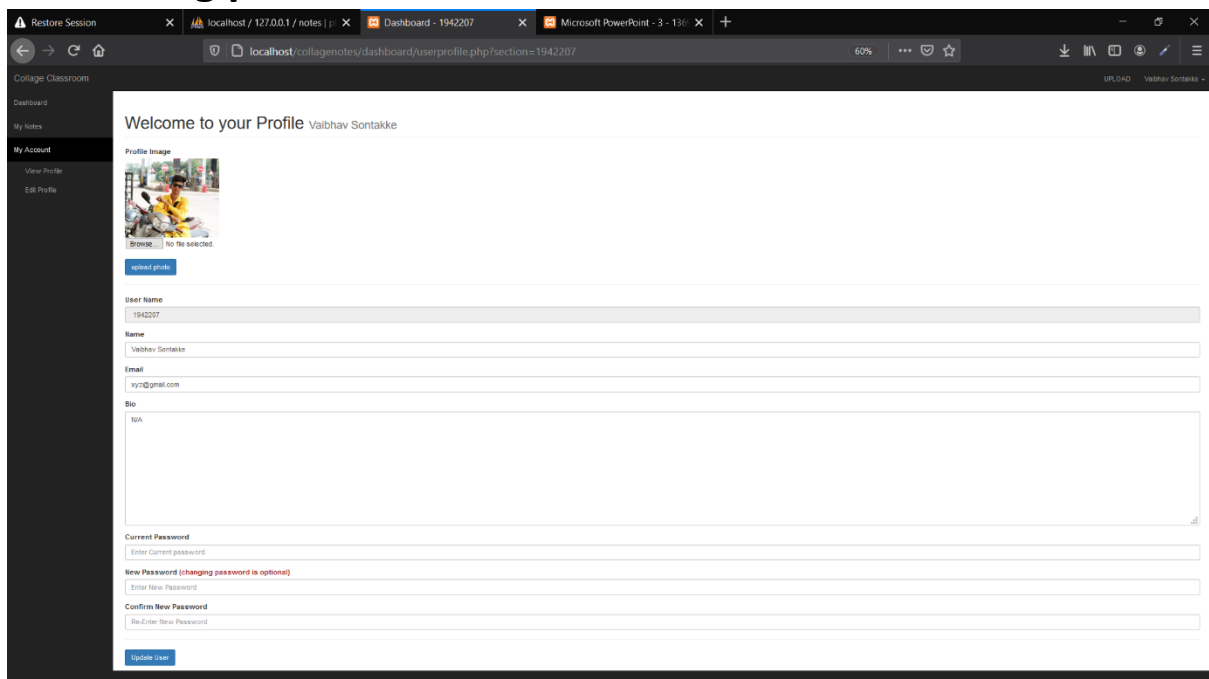 Restore Session
localhost / 127.0.0.1 / notes | p
Dashboard - 1942207
Microsoft PowerPoint - 3 - 136
localhost/collagenotes/dashboard/userprofile.php?section=1942207
60%
Collage Classroom
UPLOAD Vaibhav Sontakke
Dashboard
My Notes
My Account
View Profile
Edit Profile
Welcome to your Profile Vaibhav Sontakke
Profile Image
Browse... No file selected.
upload photo
User Name
1942207
Name
Vaibhav Sontakke
Email
xyz@gmail.com
Bio
N/A
Current Password
Enter Current password
New Password (changing password is optional)
Enter New Password
Confirm New Password
Re-Enter New Password
Update User